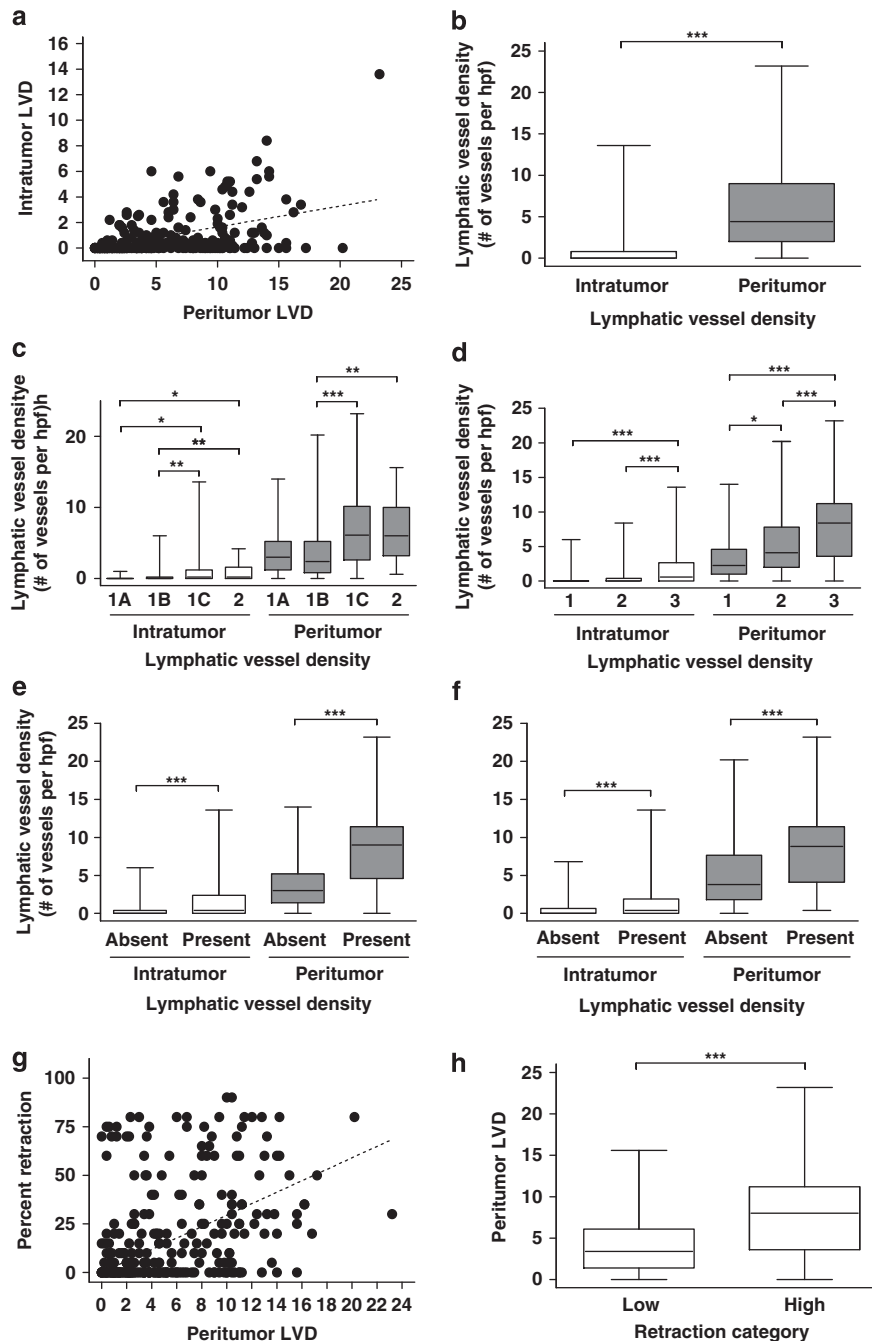 a
16
14
12
10
8
6
4
2
0
Intratumor LVD
0 5 10 15 20 25
Peritumor LVD
b
25
20
15
10
5
0
Lymphatic vessel density
(# of vessels per hpf)
***
Intratumor Peritumor
Lymphatic vessel density
c
20
10
0
Lymphatic vessel densitye
(# of vessels per hpf)h
*
*
**
**
**
***
1A 1B 1C 2 1A 1B 1C 2
Intratumor Peritumor
Lymphatic vessel density
d
25
20
15
10
5
0
Lymphatic vessel density
(# of vessels per hpf)
***
***
***
***
*
1 2 3 1 2 3
Intratumor Peritumor
Lymphatic vessel density
e
25
20
15
10
5
0
Lymphatic vessel density
(# of vessels per hpf)
***
***
Absent Present Absent Present
Intratumor Peritumor
Lymphatic vessel density
f
25
20
15
10
5
0
***
***
Absent Present Absent Present
Intratumor Peritumor
Lymphatic vessel density
g
100
75
50
25
0
Percent retraction
0 2 4 6 8 10 12 14 16 18 20 22 24
Peritumor LVD
h
25
20
15
10
5
0
Peritumor LVD
***
Low High
Retraction category